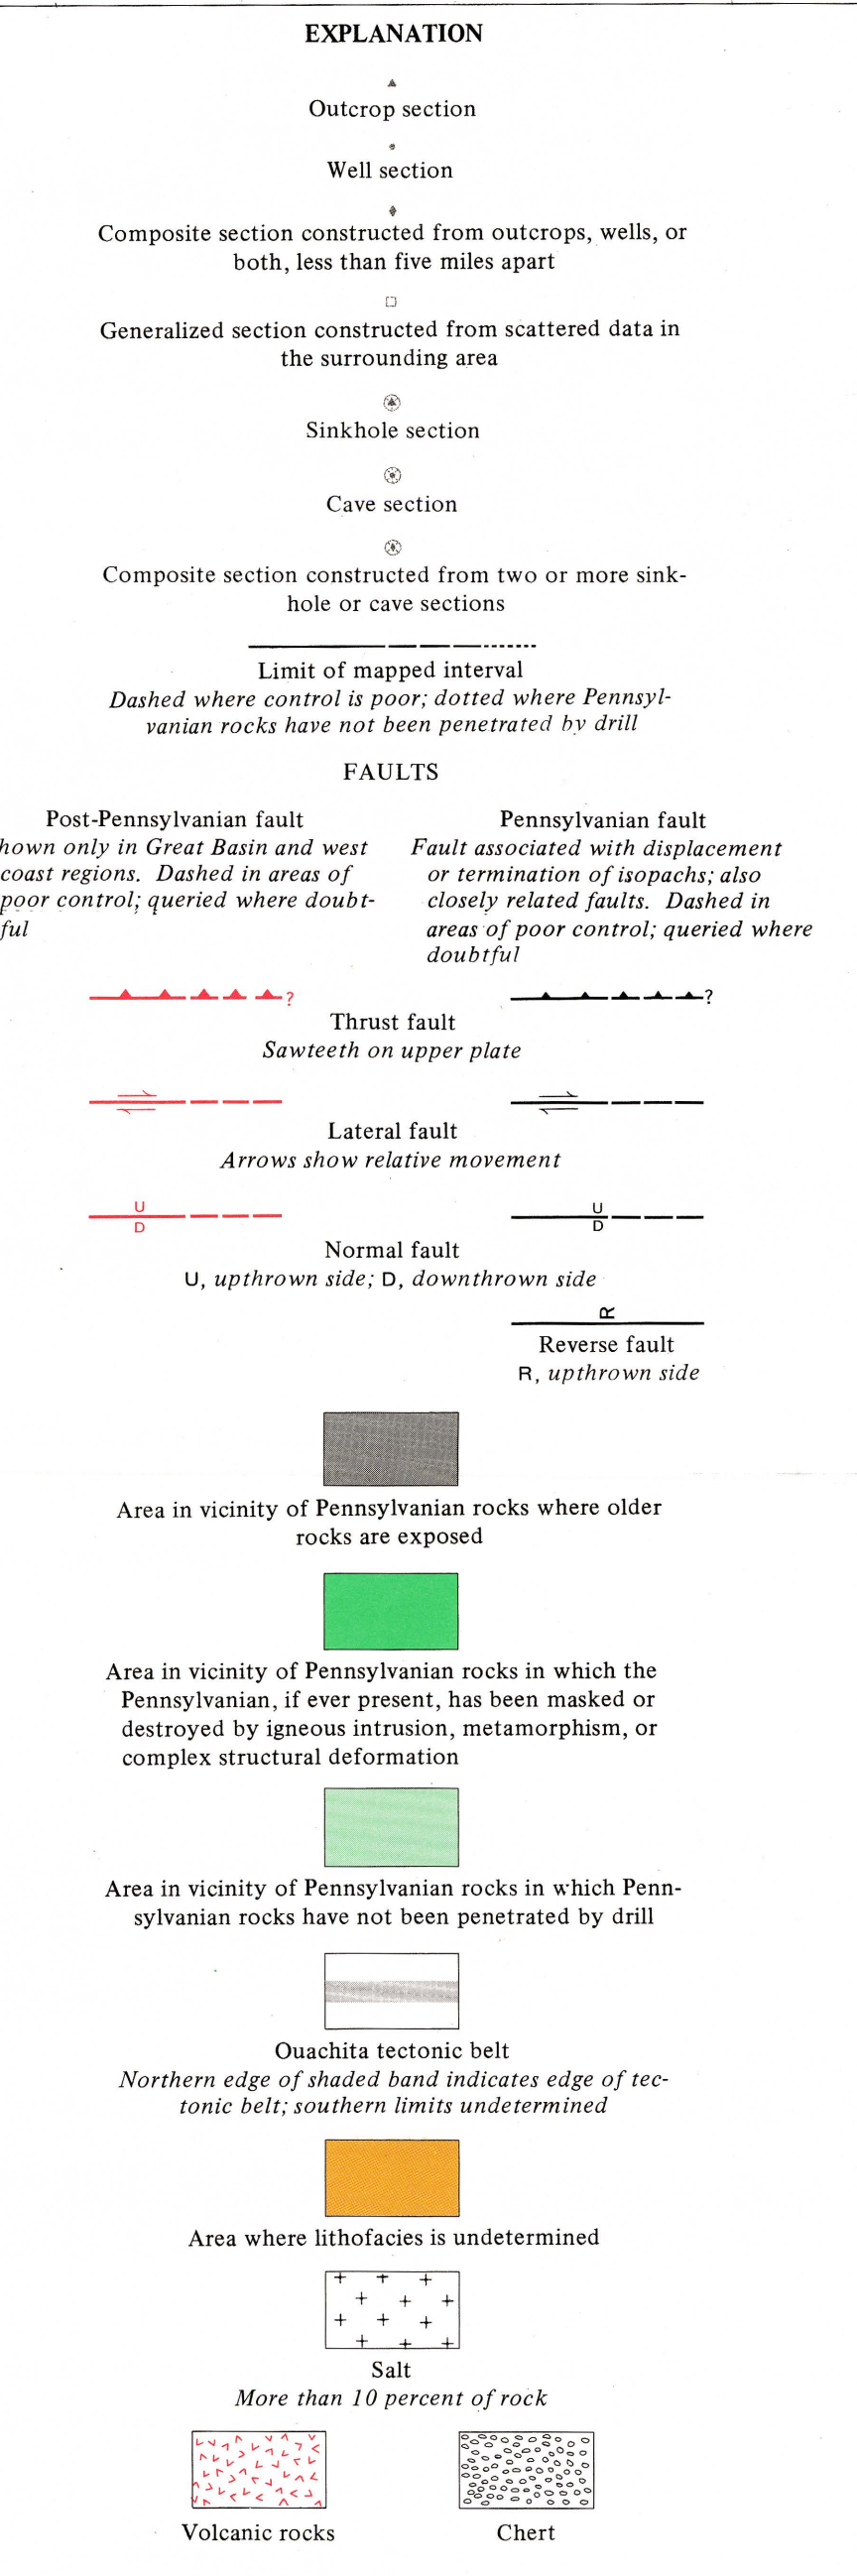 EXPLANATION
Outcrop section
Well section
Composite section constructed from outcrops, wells, or
both, less than five miles apart
Generalized section constructed from scattered data in
the surrounding area
Sinkhole section
Cave section
Composite section constructed from two or more sink-
hole or cave sections
Limit of mapped interval
Dashed where control is poor; dotted where Pennsyl-
vanian rocks have not been penetrated by drill
FAULTS
Post-Pennsylvanian fault
hown only in Great Basin and west
coast regions. Dashed in areas of
poor control; queried where doubt-
ful
Pennsylvanian fault
Fault associated with displacement
or termination of isopachs; also
closely related faults. Dashed in
areas of poor control; queried where
doubtful
? ?
Thrust fault
Sawteeth on upper plate
Lateral fault
Arrows show relative movement
U U
D D
Normal fault
U, upthrown side; D, downthrown side
R
Reverse fault
R, upthrown side
Area in vicinity of Pennsylvanian rocks where older
rocks are exposed
Area in vicinity of Pennsylvanian rocks in which the
Pennsylvanian, if ever present, has been masked or
destroyed by igneous intrusion, metamorphism, or
complex structural deformation
Area in vicinity of Pennsylvanian rocks in which Penn-
sylvanian rocks have not been penetrated by drill
Ouachita tectonic belt
Northern edge of shaded band indicates edge of tec-
tonic belt; southern limits undetermined
Area where lithofacies is undetermined
Salt
More than 10 percent of rock
Volcanic rocks
Chert